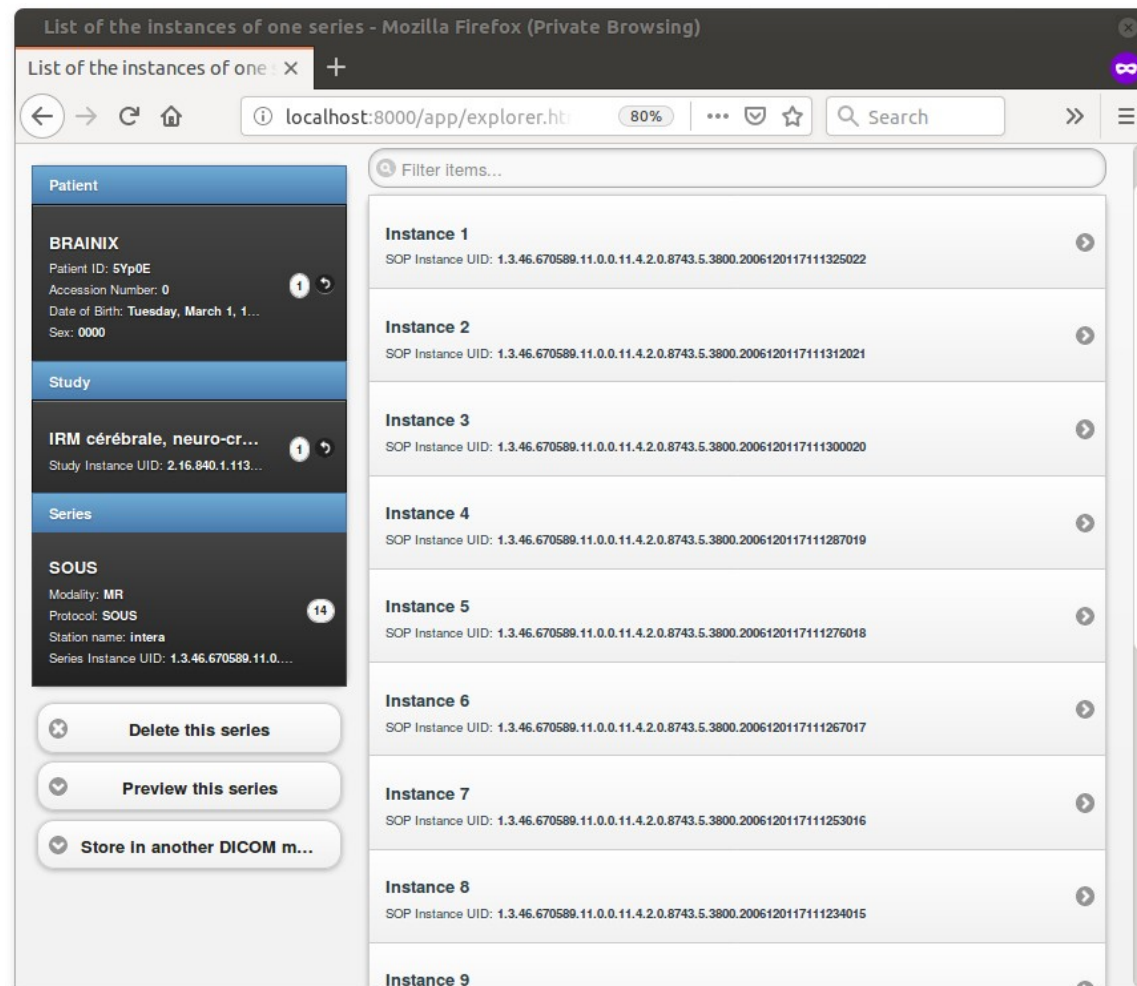 List of the instances of one series - Mozilla Firefox (Private Browsing)
List of the instances of one
localhost:8000/app/explorer.ht
80%
Search
Patient
BRAINIX
Patient ID: 5Yp0E
Accession Number: 0
Date of Birth: Tuesday, March 1, 1...
Sex: 0000
1
Study
IRM cérébrale, neuro-cr...
Study Instance UID: 2.16.840.1.113...
1
Series
SOUS
Modality: MR
Protocol: SOUS
Station name: intera
Series Instance UID: 1.3.46.670589.11.0....
14
Delete this series
Preview this series
Store in another DICOM m...
Filter items...
Instance 1
SOP Instance UID: 1.3.46.670589.11.0.0.11.4.2.0.8743.5.3800.2006120117111325022
Instance 2
SOP Instance UID: 1.3.46.670589.11.0.0.11.4.2.0.8743.5.3800.2006120117111312021
Instance 3
SOP Instance UID: 1.3.46.670589.11.0.0.11.4.2.0.8743.5.3800.2006120117111300020
Instance 4
SOP Instance UID: 1.3.46.670589.11.0.0.11.4.2.0.8743.5.3800.2006120117111287019
Instance 5
SOP Instance UID: 1.3.46.670589.11.0.0.11.4.2.0.8743.5.3800.2006120117111276018
Instance 6
SOP Instance UID: 1.3.46.670589.11.0.0.11.4.2.0.8743.5.3800.2006120117111267017
Instance 7
SOP Instance UID: 1.3.46.670589.11.0.0.11.4.2.0.8743.5.3800.2006120117111253016
Instance 8
SOP Instance UID: 1.3.46.670589.11.0.0.11.4.2.0.8743.5.3800.2006120117111234015
Instance 9